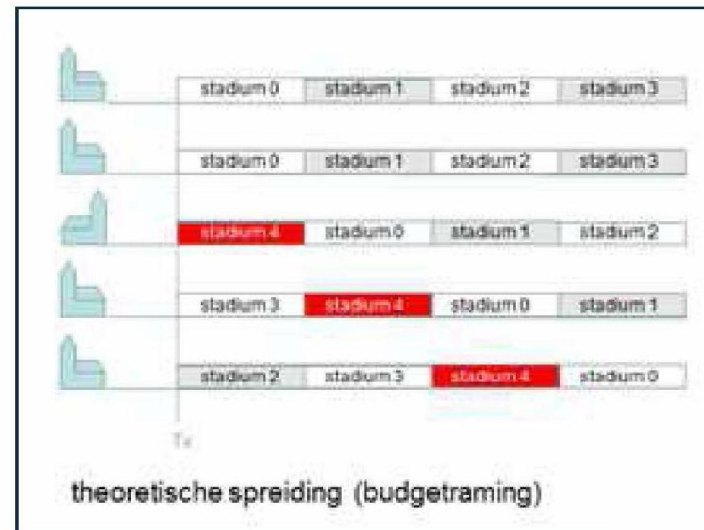 stadium 0 stadium 1 stadium 2 stadium 3
stadium 0 stadium 1 stadium 2 stadium 3
stadium 4 stadium 0 stadium 1 stadium 2
stadium 3 stadium 4 stadium 0 stadium 1
stadium 2 stadium 3 stadium 4 stadium 0
theoretische spreiding (budgetraming)